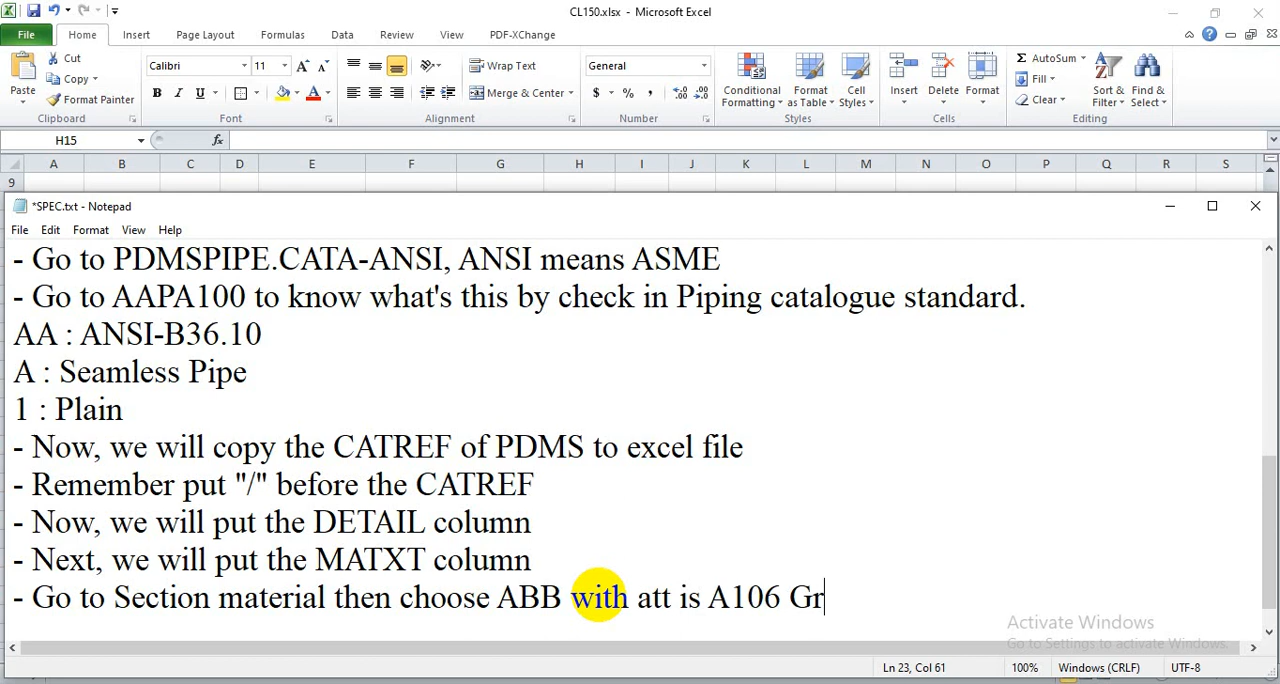 CL150.xlsx - Microsoft Excel
File Home Insert Page Layout Formulas Data Review View PDF-XChange
Cut
Copy
Format Painter
Paste
Calibri 11
B I U
A A A
Wrap Text
Merge & Center
General
$ % ,
Conditional Formatting
Format as Table
Cell Styles
Insert Delete Format
Σ AutoSum
Fill
Clear
Sort & Filter
Find & Select
Clipboard Font Alignment Number Styles Cells Editing
H15 fx
A B C D E F G H I J K L M N O P Q R S
9
*SPEC.txt - Notepad
File Edit Format View Help
- Go to PDMSPIPE.CATA-ANSI, ANSI means ASME
- Go to AAPA100 to know what's this by check in Piping catalogue standard.
AA : ANSI-B36.10
A : Seamless Pipe
1 : Plain
- Now, we will copy the CATREF of PDMS to excel file
- Remember put "/" before the CATREF
- Now, we will put the DETAIL column
- Next, we will put the MATXT column
- Go to Section material then choose ABB with att is A106 Gr
Activate Windows
Go to Settings to activate Windows.
Ln 23, Col 61 100% Windows (CRLF) UTF-8